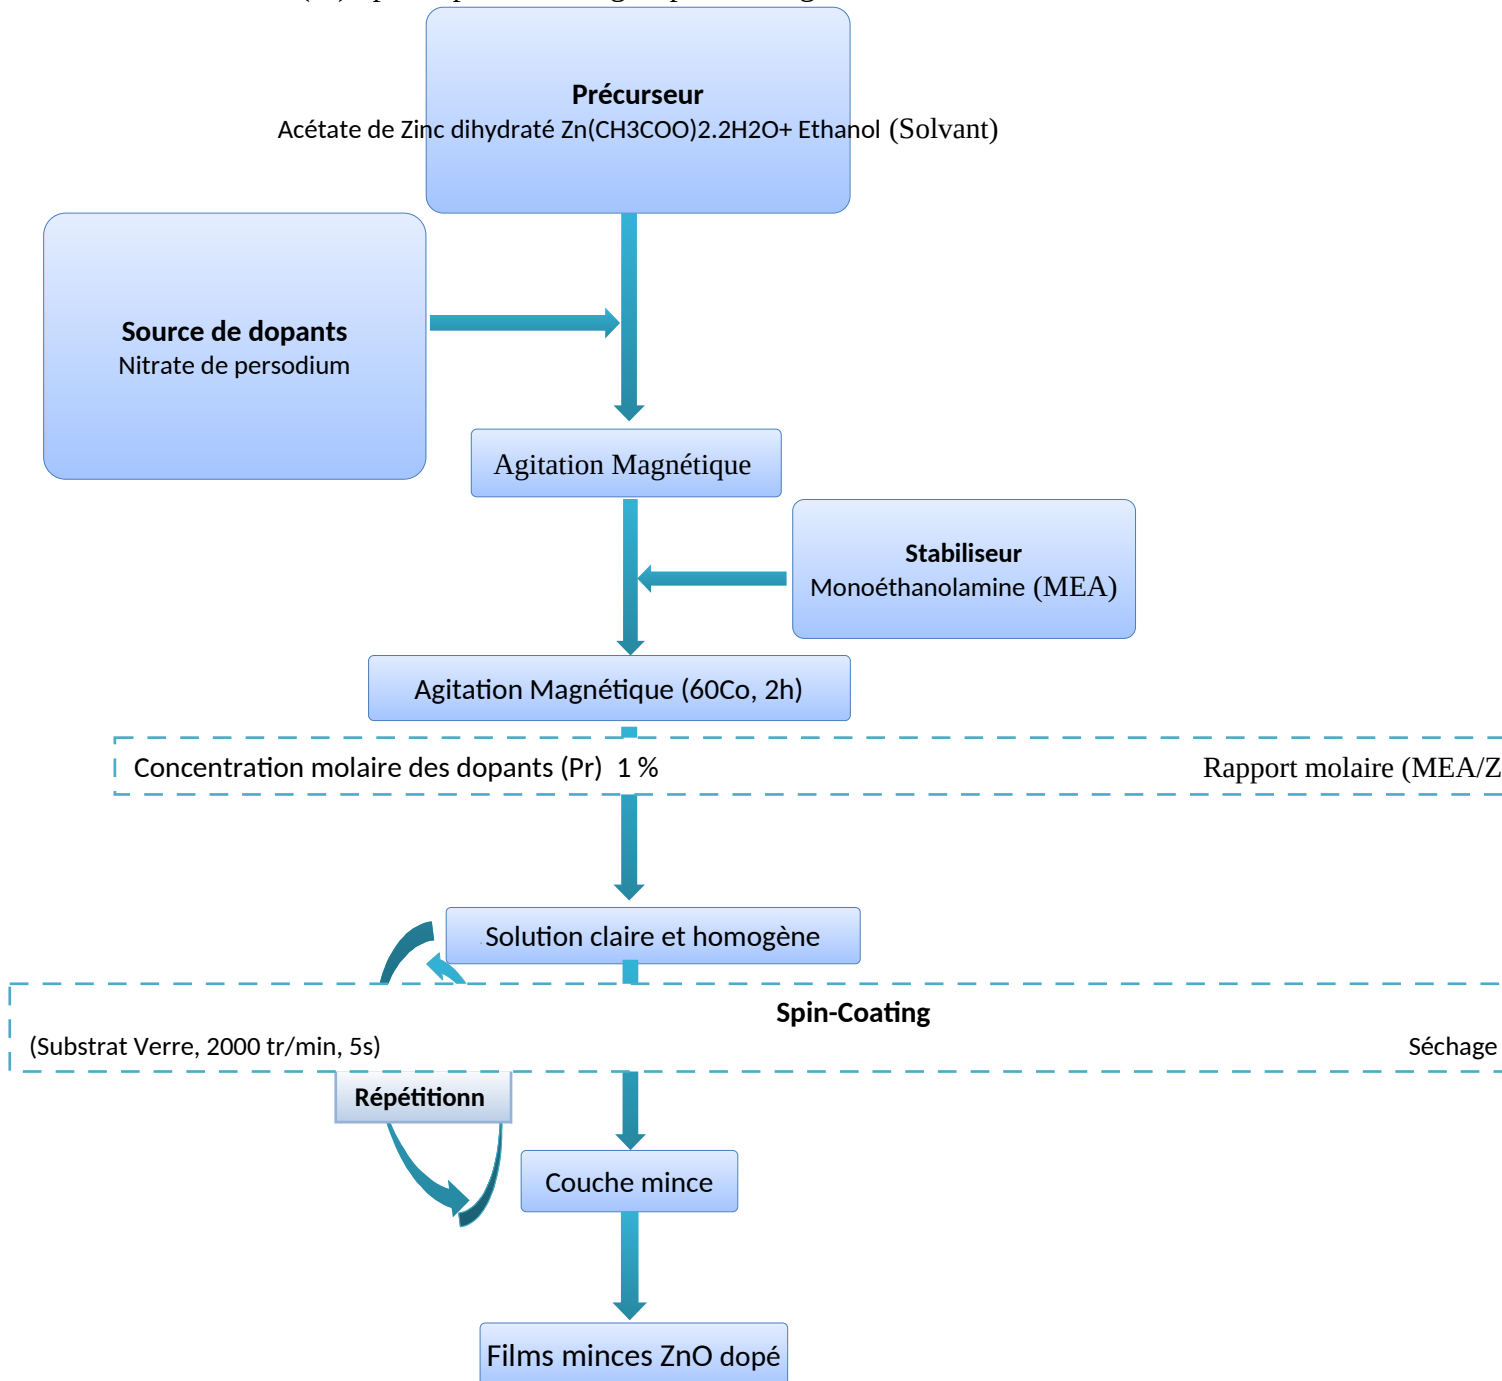 Précurseur
Acétate de Zinc dihydraté Zn(CH3COO)2.2H2O+ Ethanol (Solvant)
Source de dopants
Nitrate de persodium
Agitation Magnétique
Stabiliseur
Monoéthanolamine (MEA)
Agitation Magnétique (60Co, 2h)
Concentration molaire des dopants (Pr) 1 % Rapport molaire (MEA/Z
Solution claire et homogène
Spin-Coating
(Substrat Verre, 2000 tr/min, 5s) Séchage
Répétitionn
Couche mince
Films minces ZnO dopé